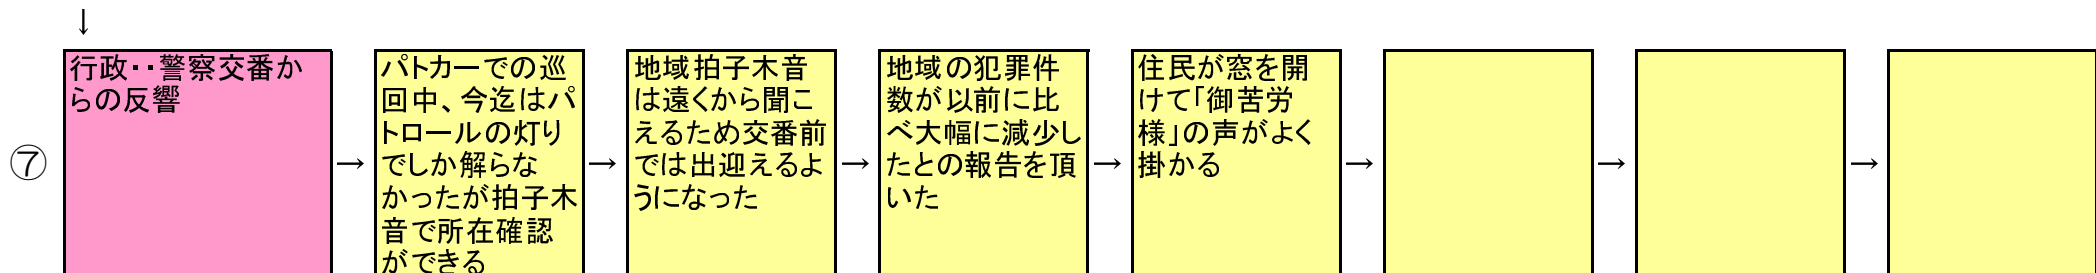 ↓
⑦
行政・・警察交番か
らの反響
→
パトカーでの巡
回中、今迄はパ
トロールの灯り
でしか解らな
かったが拍子木
音で所在確認
ができる
→
地域拍子木音
は遠くから聞こ
えるため交番前
では出迎えるよ
うになった
→
地域の犯罪件
数が以前に比
べ大幅に減少し
たとの報告を頂
いた
→
住民が窓を開
けて「御苦労
様」の声がよく
掛かる
→
→
→